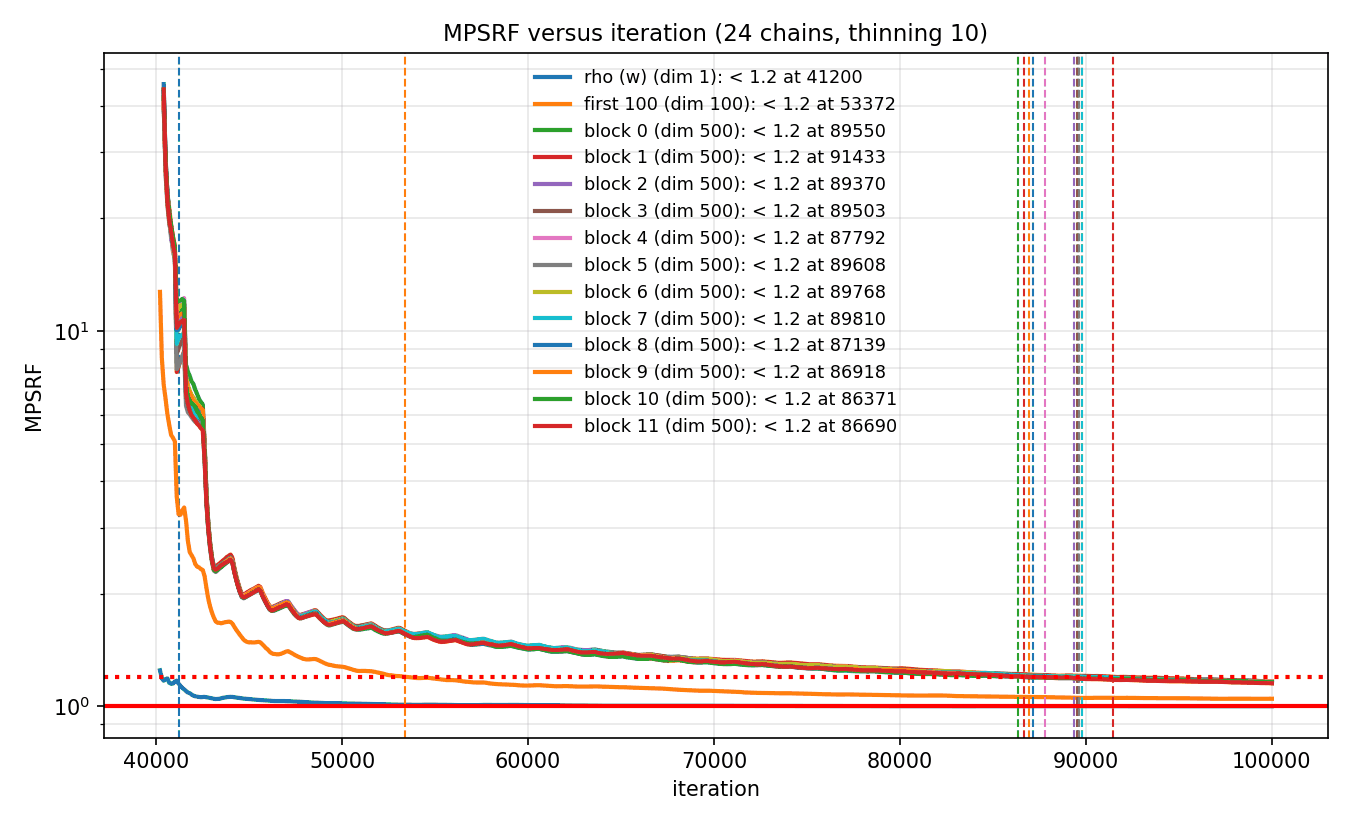 MPSRF versus iteration (24 chains, thinning 10)
rho (w) (dim 1): < 1.2 at 41200
first 100 (dim 100): < 1.2 at 53372
block 0 (dim 500): < 1.2 at 89550
block 1 (dim 500): < 1.2 at 91433
block 2 (dim 500): < 1.2 at 89370
block 3 (dim 500): < 1.2 at 89503
block 4 (dim 500): < 1.2 at 87792
block 5 (dim 500): < 1.2 at 89608
block 6 (dim 500): < 1.2 at 89768
block 7 (dim 500): < 1.2 at 89810
block 8 (dim 500): < 1.2 at 87139
block 9 (dim 500): < 1.2 at 86918
block 10 (dim 500): < 1.2 at 86371
block 11 (dim 500): < 1.2 at 86690
MPSRF
10¹
10⁰
40000 50000 60000 70000 80000 90000 100000
iteration